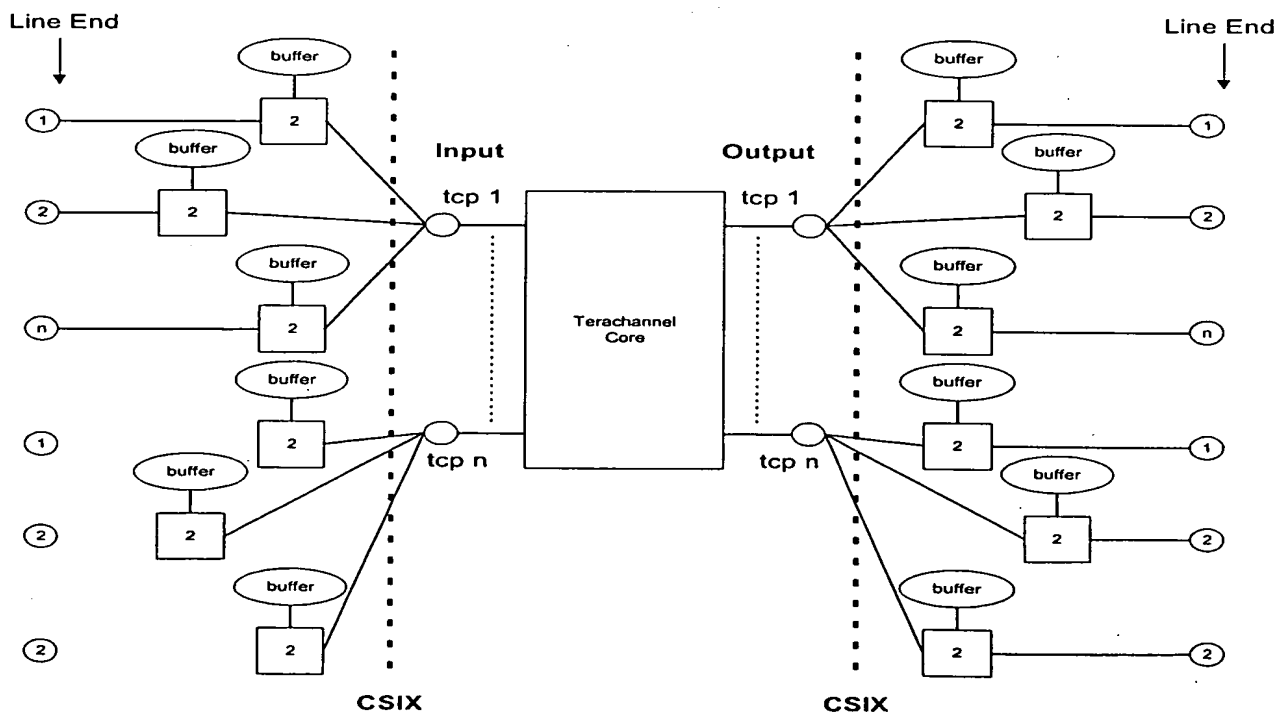 Line End
Line End
buffer
buffer
1
2
2
1
buffer
buffer
Input
Output
2
2
tcp 1
tcp 1
2
2
buffer
buffer
n
2
Terachannel
Core
2
n
buffer
buffer
1
2
tcp n
tcp n
2
1
buffer
buffer
2
2
2
2
buffer
buffer
2
2
2
2
CSIX
CSIX